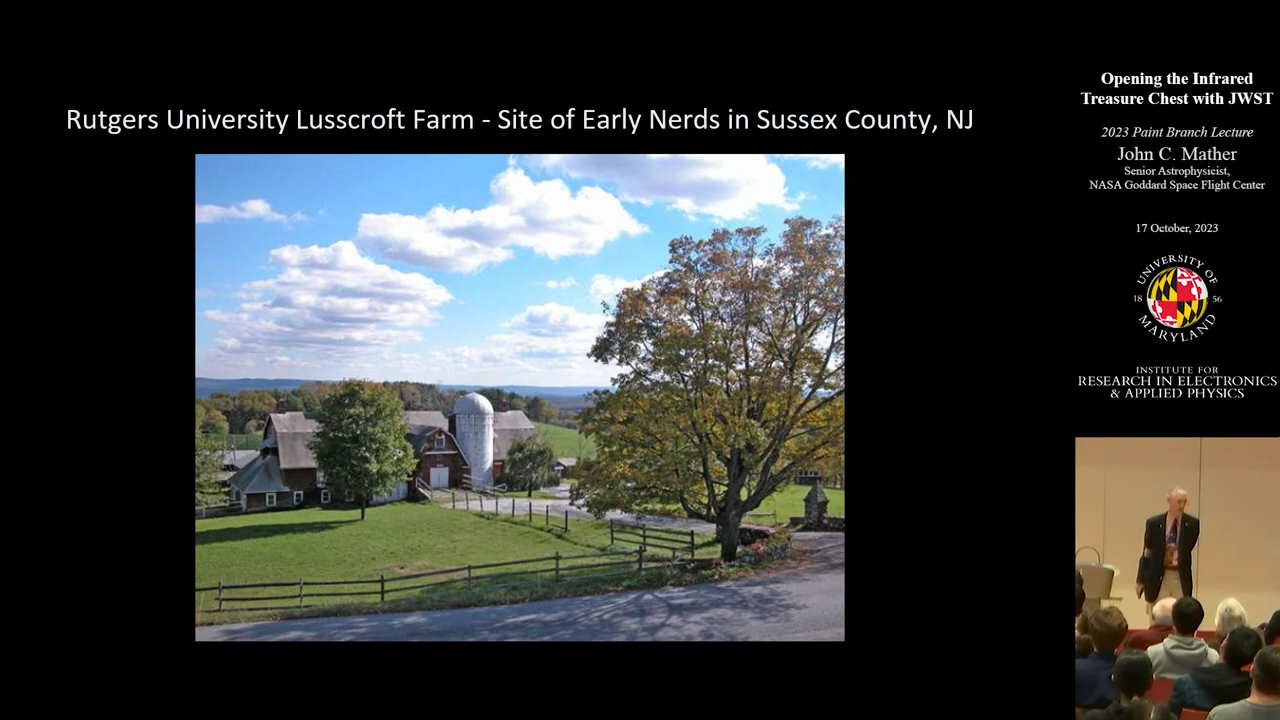 Rutgers University Lusscroft Farm - Site of Early Nerds in Sussex County, NJ
Opening the Infrared
Treasure Chest with JWST
2023 Paint Branch Lecture
John C. Mather
Senior Astrophysicist,
NASA Goddard Space Flight Center
17 October, 2023
UNIVERSITY OF
18 56
MARYLAND
INSTITUTE FOR
RESEARCH IN ELECTRONICS
& APPLIED PHYSICS